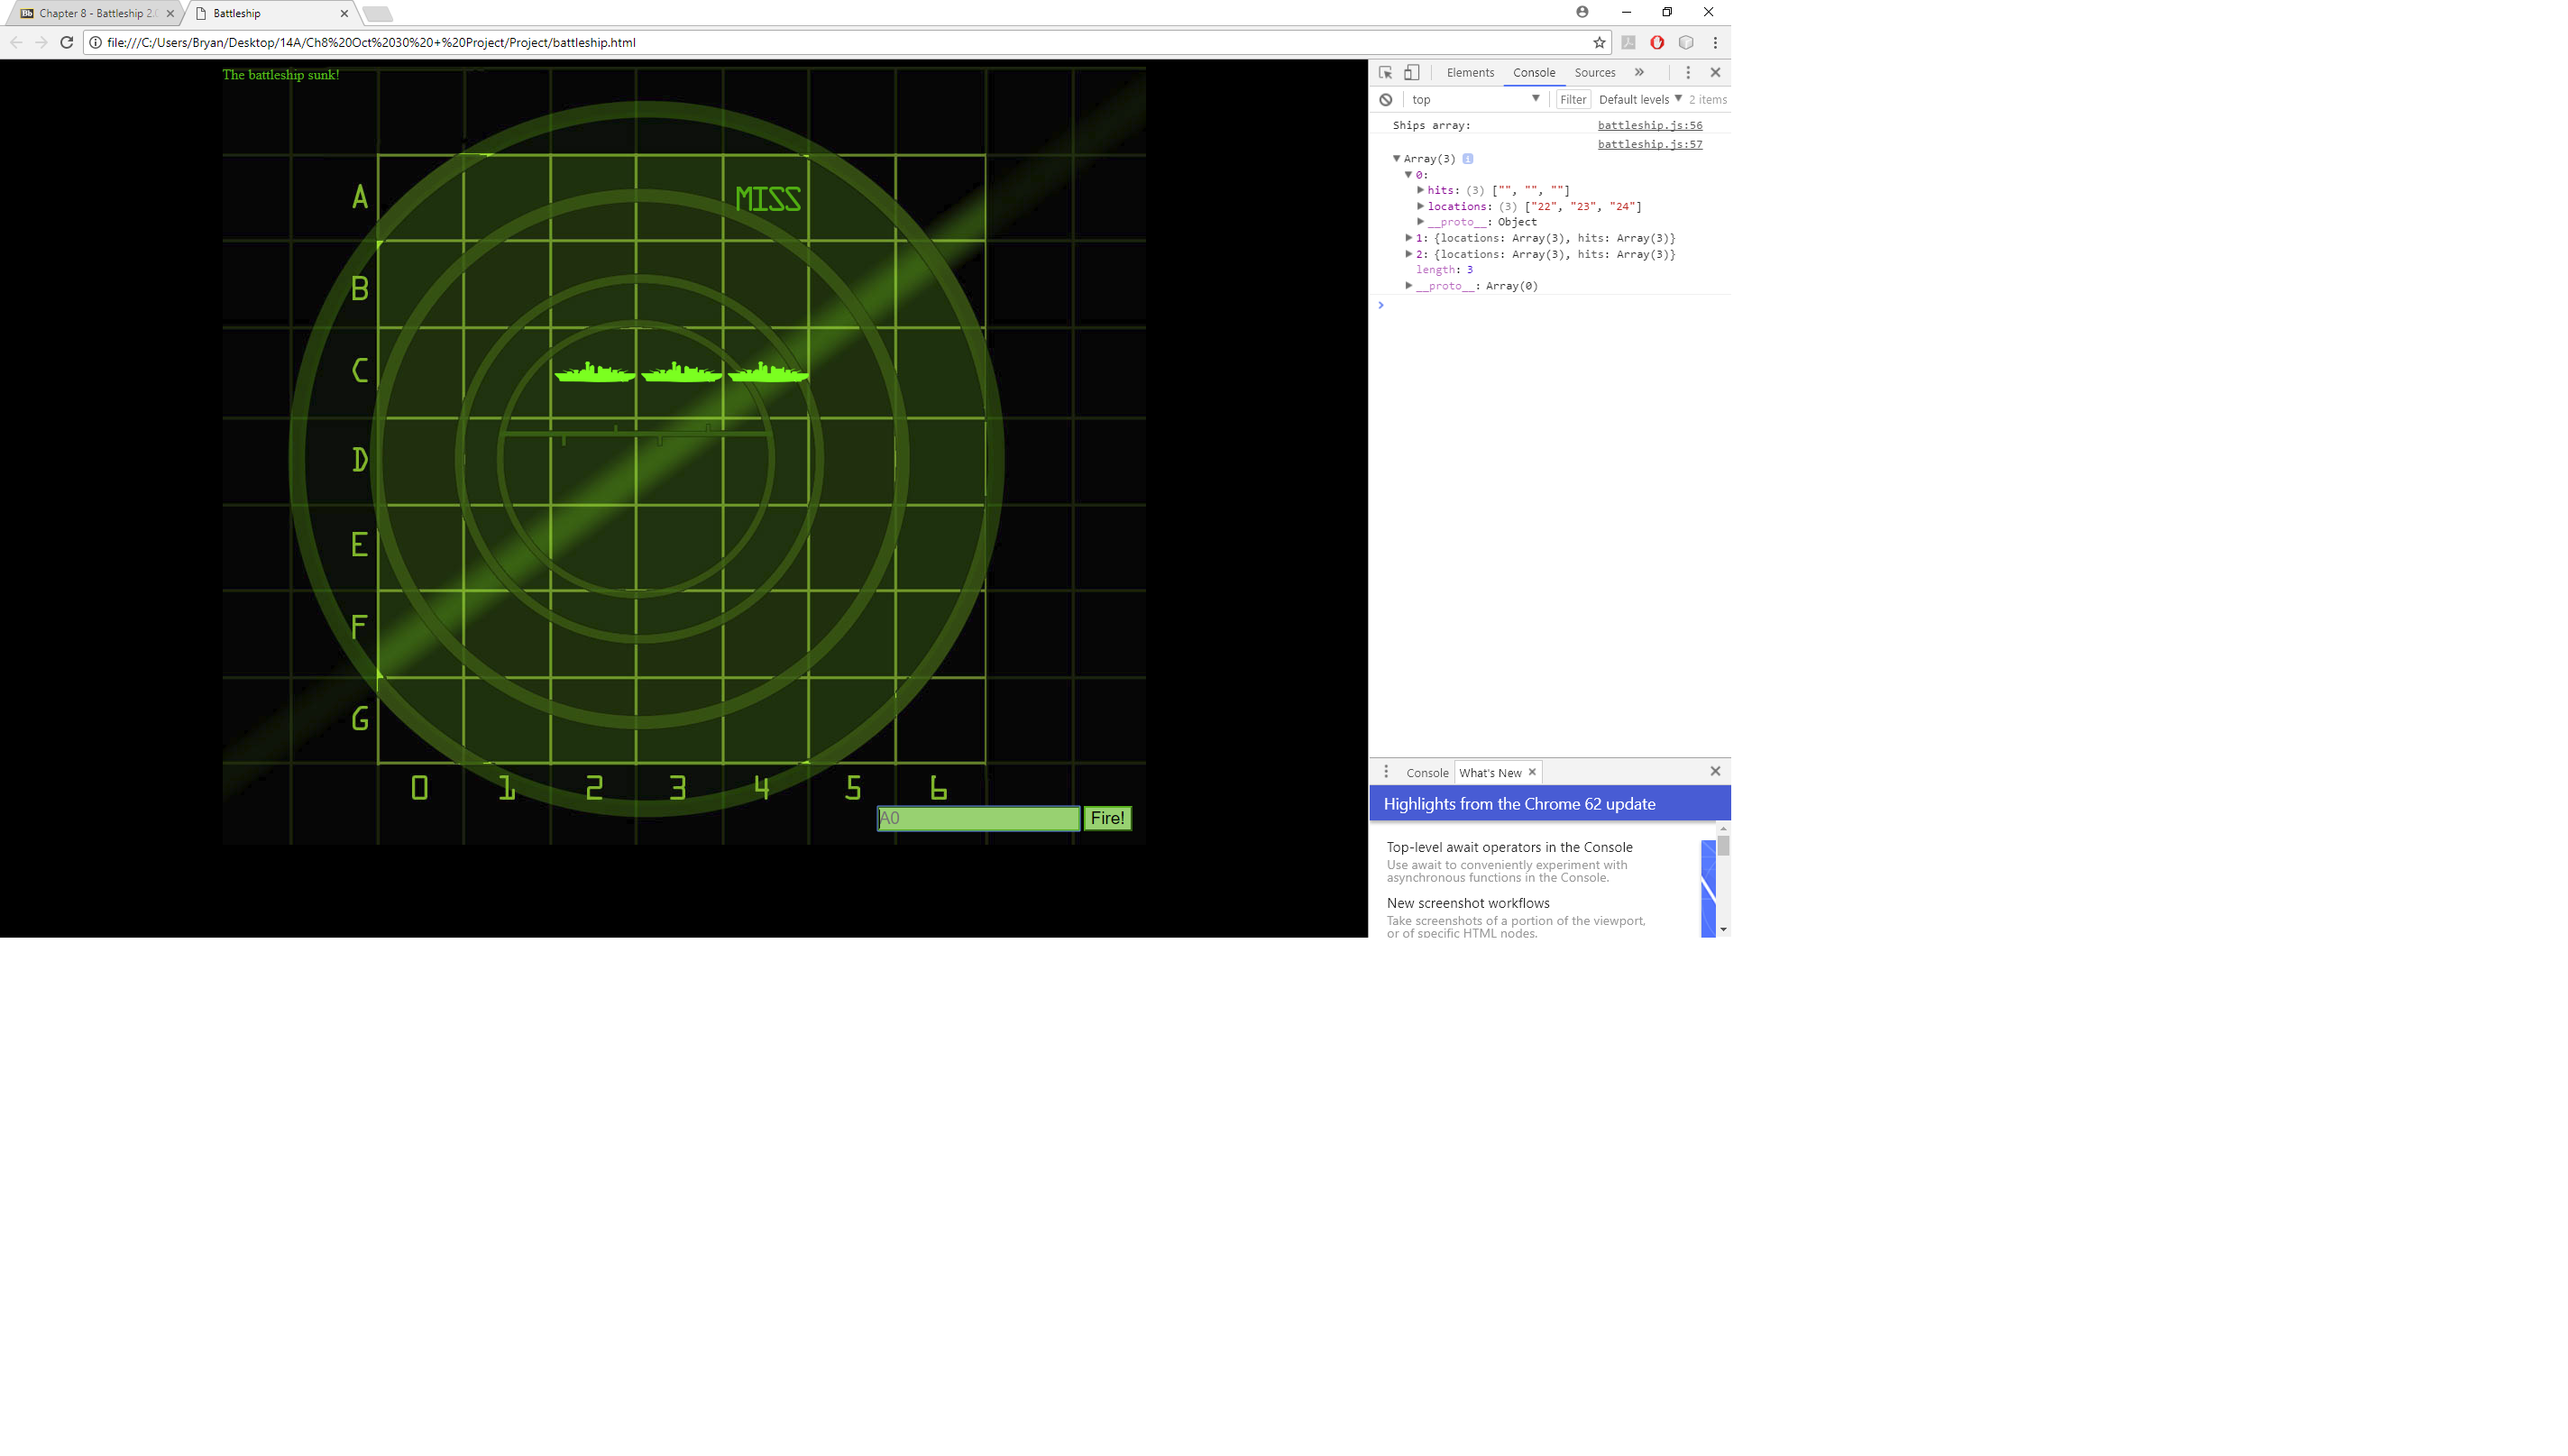 Chapter 8 - Battleship 2.0
Battleship
file:///C:/Users/Bryan/Desktop/14A/Ch8%20Oct%2030%20+%20Project/Project/battleship.html
The battleship sunk!
A
MISS
B
C
D
E
F
G
0 1 2 3 4 5 6
A0 Fire!
Elements Console Sources »
top Filter Default levels 2 items
Ships array: battleship.js:56
battleship.js:57
Array(3)
0:
hits: (3) ["", "", ""]
locations: (3) ["22", "23", "24"]
__proto__: Object
1: {locations: Array(3), hits: Array(3)}
2: {locations: Array(3), hits: Array(3)}
length: 3
__proto__: Array(0)
Console What's New
Highlights from the Chrome 62 update
Top-level await operators in the Console
Use await to conveniently experiment with
asynchronous functions in the Console.
New screenshot workflows
Take screenshots of a portion of the viewport,
or of specific HTML nodes.